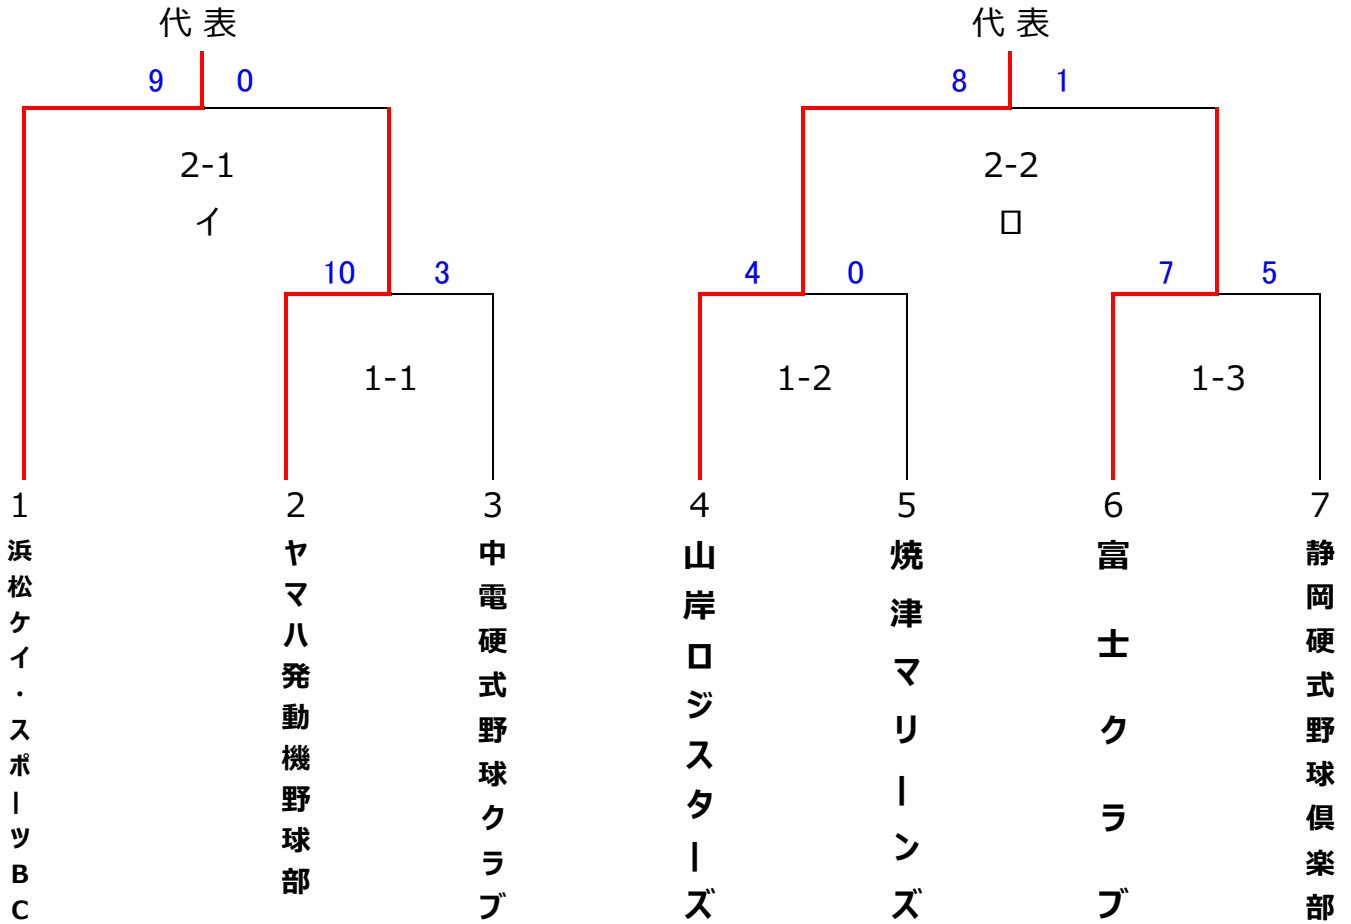 代 表 代 表
9 0 8 1
2-1 2-2
イ ロ
10 3 4 0 7 5
1-1 1-2 1-3
1 2 3 4 5 6 7
浜松ケイ・スポーツBC
ヤマハ発動機野球部
中電硬式野球クラブ
山岸ロジスターズ
焼津マリーンズ
富士クラブ
静岡硬式野球倶楽部